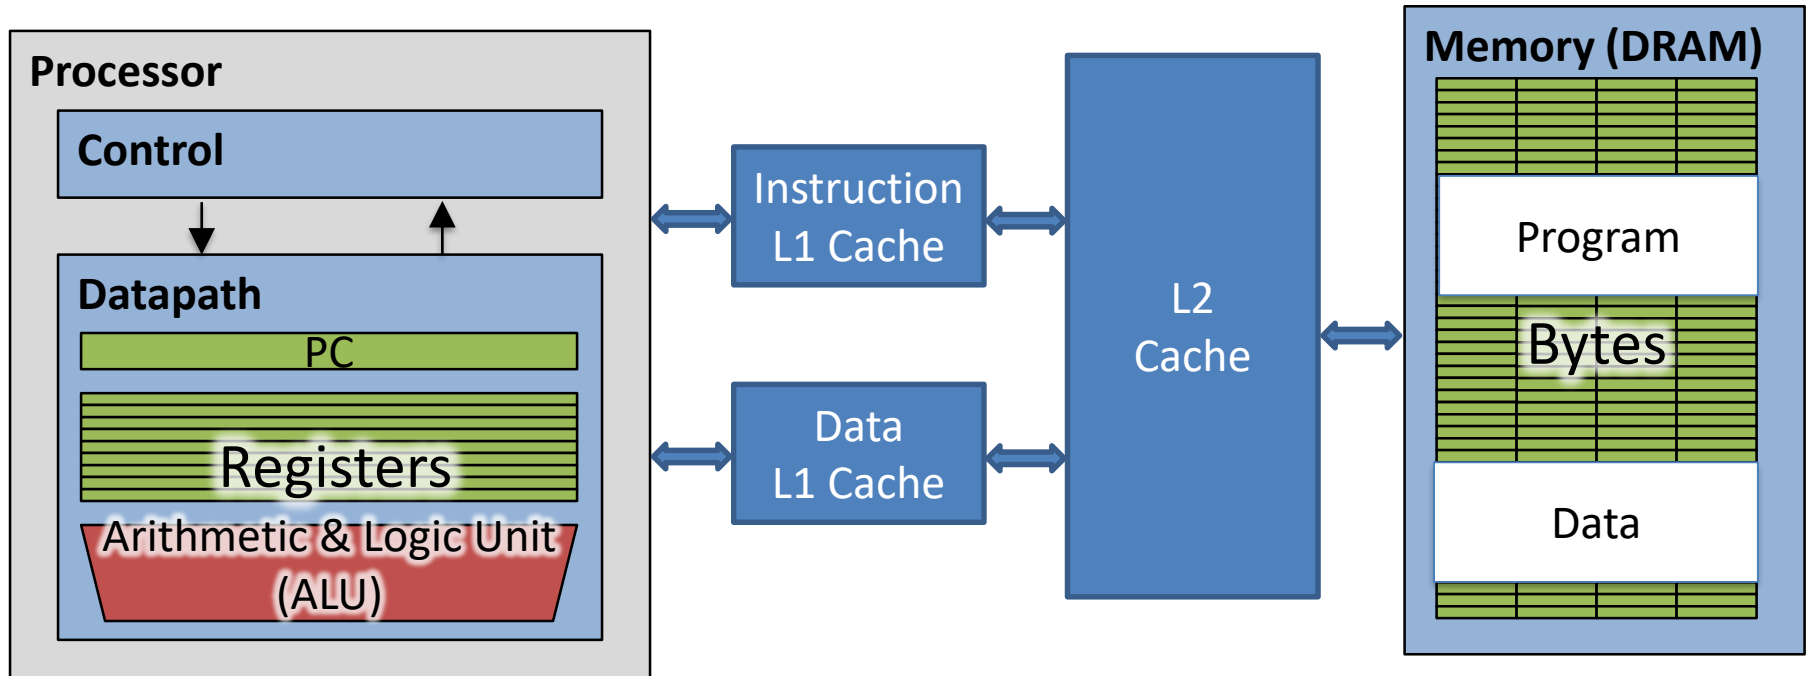 Processor
Control
Datapath
PC
Registers
Arithmetic & Logic Unit
(ALU)
Instruction
L1 Cache
Data
L1 Cache
L2
Cache
Memory (DRAM)
Program
Bytes
Data